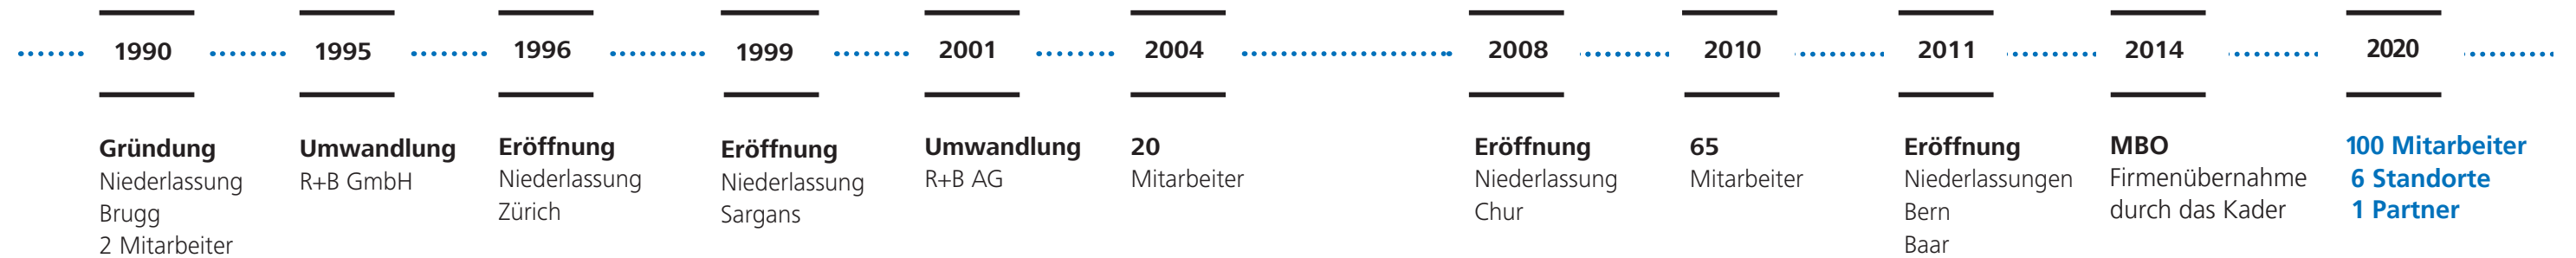 1990
Gründung
Niederlassung
Brugg
2 Mitarbeiter
1995
Umwandlung
R+B GmbH
1996
Eröffnung
Niederlassung
Zürich
1999
Eröffnung
Niederlassung
Sargans
2001
Umwandlung
R+B AG
2004
20
Mitarbeiter
2008
Eröffnung
Niederlassung
Chur
2010
65
Mitarbeiter
2011
Eröffnung
Niederlassungen
Bern
Baar
2014
MBO
Firmenübernahme
durch das Kader
2020
100 Mitarbeiter
6 Standorte
1 Partner